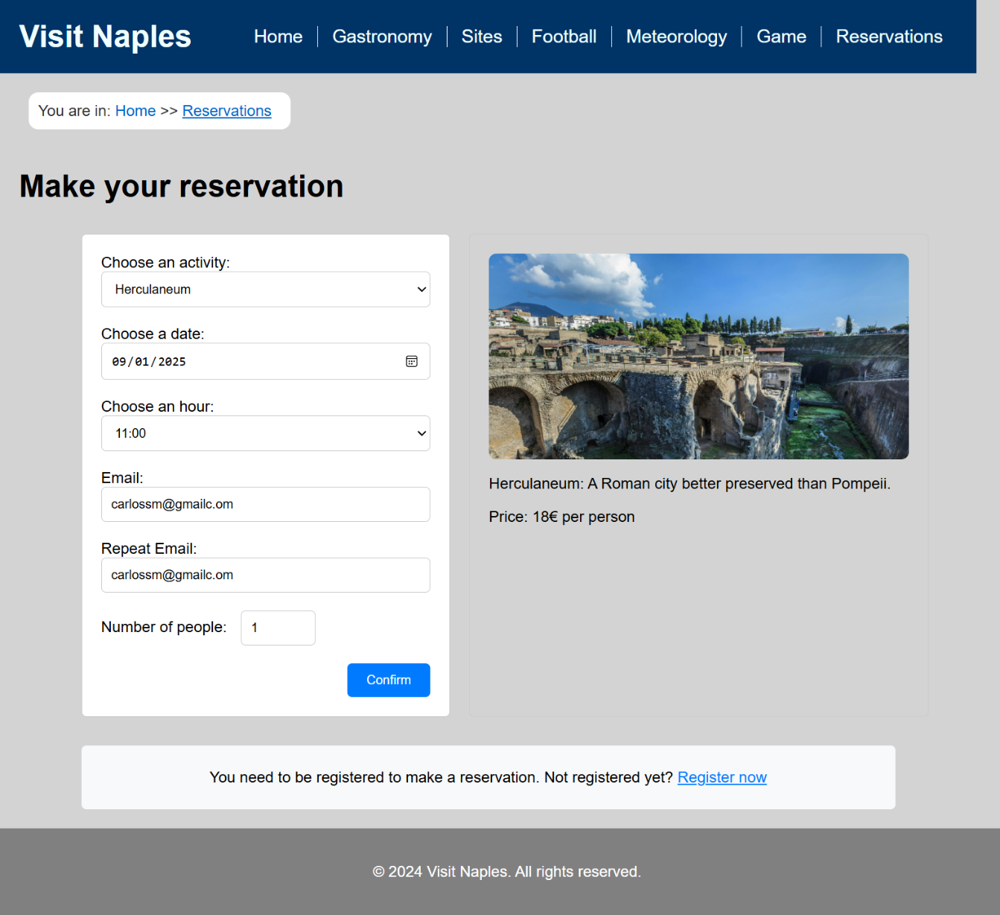 Visit Naples
Home
Gastronomy
Sites
Football
Meteorology
Game
Reservations
You are in: Home >> Reservations
Make your reservation
Choose an activity:
Herculaneum
Choose a date:
09/01/2025
Choose an hour:
11:00
Email:
carlossm@gmailc.om
Repeat Email:
carlossm@gmailc.om
Number of people: 1
Confirm
Herculaneum: A Roman city better preserved than Pompeii.
Price: 18€ per person
You need to be registered to make a reservation. Not registered yet? Register now
© 2024 Visit Naples. All rights reserved.